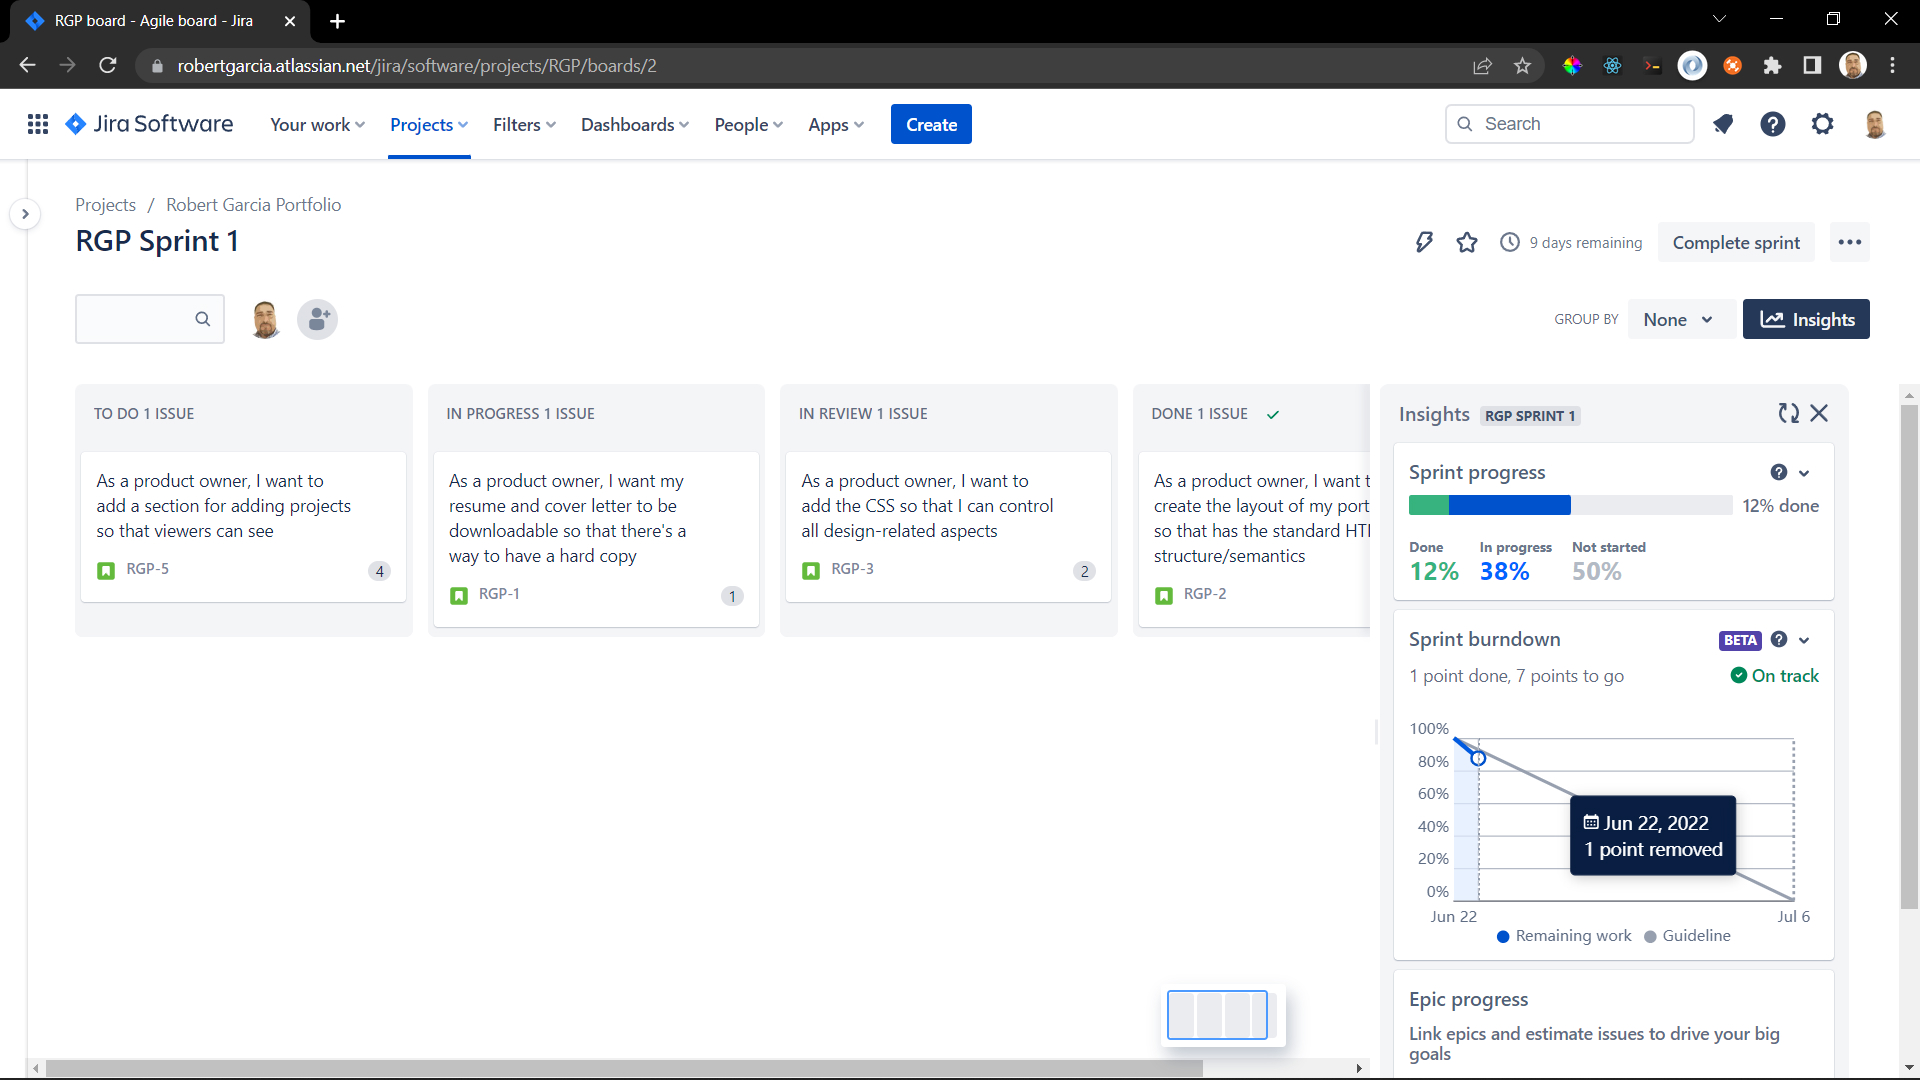 RGP board - Agile board - Jira
robertgarcia.atlassian.net/jira/software/projects/RGP/boards/2
Jira Software
Your work
Projects
Filters
Dashboards
People
Apps
Create
Search
Projects / Robert Garcia Portfolio
RGP Sprint 1
9 days remaining
Complete sprint
GROUP BY
None
Insights
TO DO 1 ISSUE
As a product owner, I want to
add a section for adding projects
so that viewers can see
RGP-5
4
IN PROGRESS 1 ISSUE
As a product owner, I want my
resume and cover letter to be
downloadable so that there's a
way to have a hard copy
RGP-1
1
IN REVIEW 1 ISSUE
As a product owner, I want to
add the CSS so that I can control
all design-related aspects
RGP-3
2
DONE 1 ISSUE
As a product owner, I want
create the layout of my
so that has the standard
structure/semantics
RGP-2
Insights RGP SPRINT 1
Sprint progress
12% done
Done In progress Not started
12% 38% 50%
Sprint burndown
BETA
1 point done, 7 points to go
On track
100%
80%
60%
40%
20%
0%
Jun 22, 2022
1 point removed
Jun 22
Jul 6
Remaining work
Guideline
Epic progress
Link epics and estimate issues to drive your big
goals